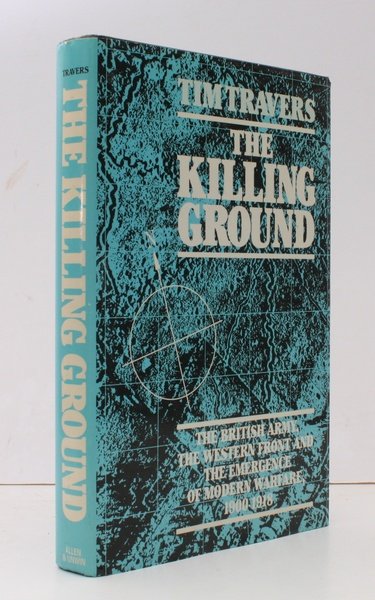 TRAVERS
THE KILLING GROUND
ALLEN
& UNWIN
TIM TRAVERS
THE
KILLING
GROUND
N
THE BRITISH ARMY,
THE WESTERN FRONT AND
THE EMERGENCE
OF MODERN WARFARE,
1900-1918